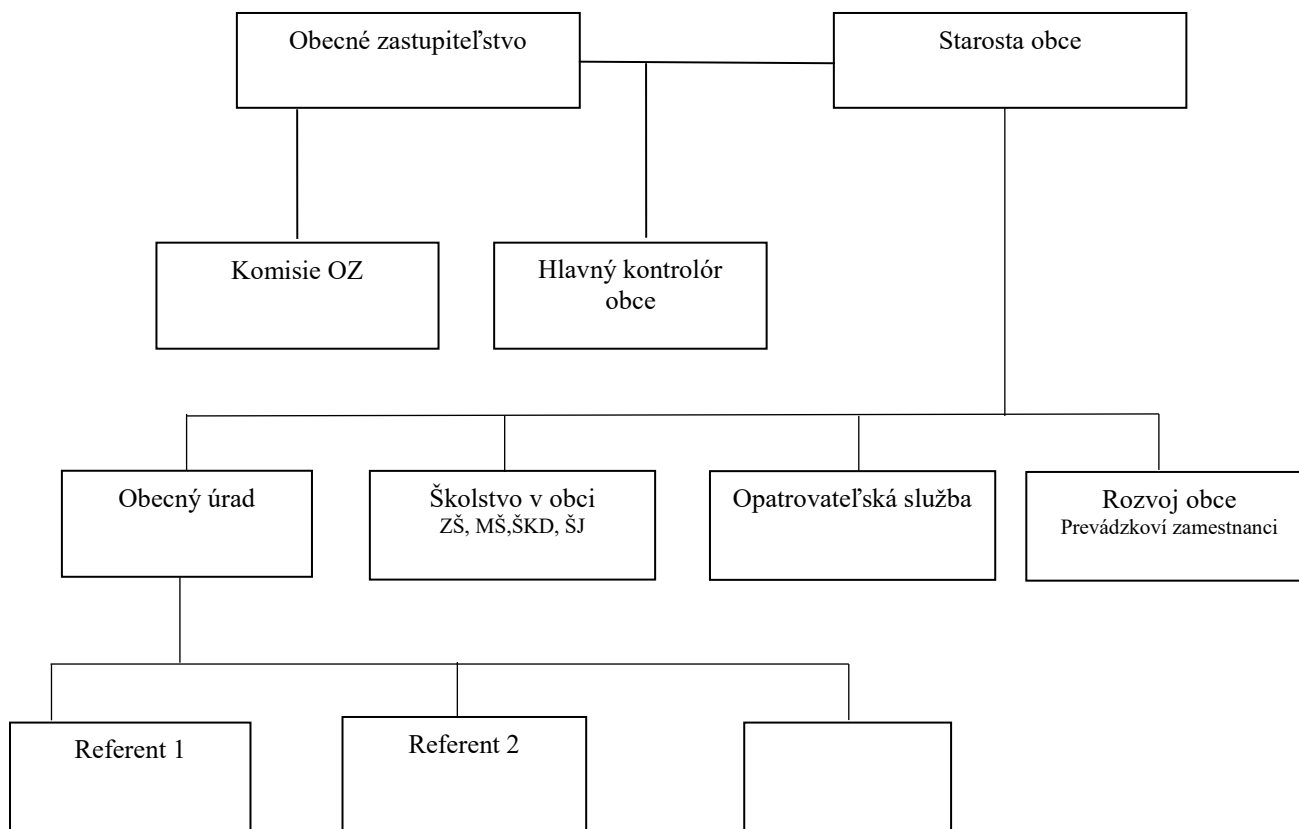 Obecné zastupiteľstvo
Starosta obce
Komisie OZ
Hlavný kontrolór
obce
Obecný úrad
Školstvo v obci
ZŠ, MŠ,ŠKD, ŠJ
Opatrovateľská služba
Rozvoj obce
Prevádzkoví zamestnanci
Referent 1
Referent 2